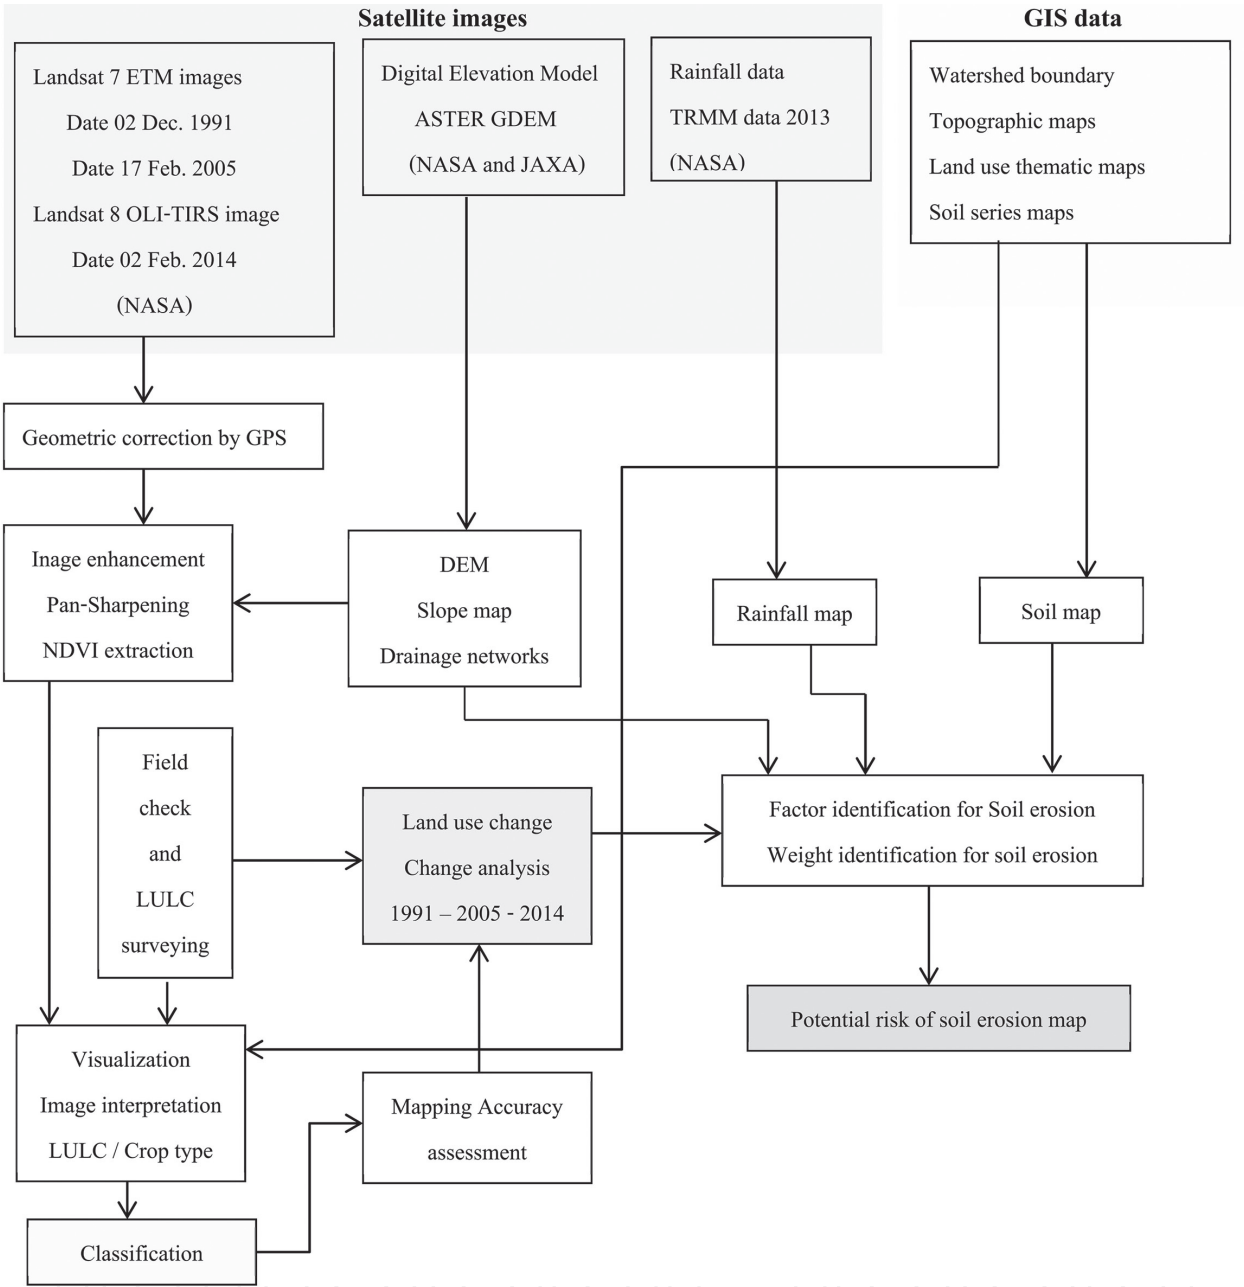 Satellite images
GIS data
Landsat 7 ETM images
Date 02 Dec. 1991
Date 17 Feb. 2005
Landsat 8 OLI-TIRS image
Date 02 Feb. 2014
(NASA)
Digital Elevation Model
ASTER GDEM
(NASA and JAXA)
Rainfall data
TRMM data 2013
(NASA)
Watershed boundary
Topographic maps
Land use thematic maps
Soil series maps
Geometric correction by GPS
Image enhancement
Pan-Sharpening
NDVI extraction
DEM
Slope map
Drainage networks
Rainfall map
Soil map
Field
check
and
LULC
surveying
Land use change
Change analysis
1991 – 2005 - 2014
Factor identification for Soil erosion
Weight identification for soil erosion
Potential risk of soil erosion map
Visualization
Image interpretation
LULC / Crop type
Mapping Accuracy
assessment
Classification